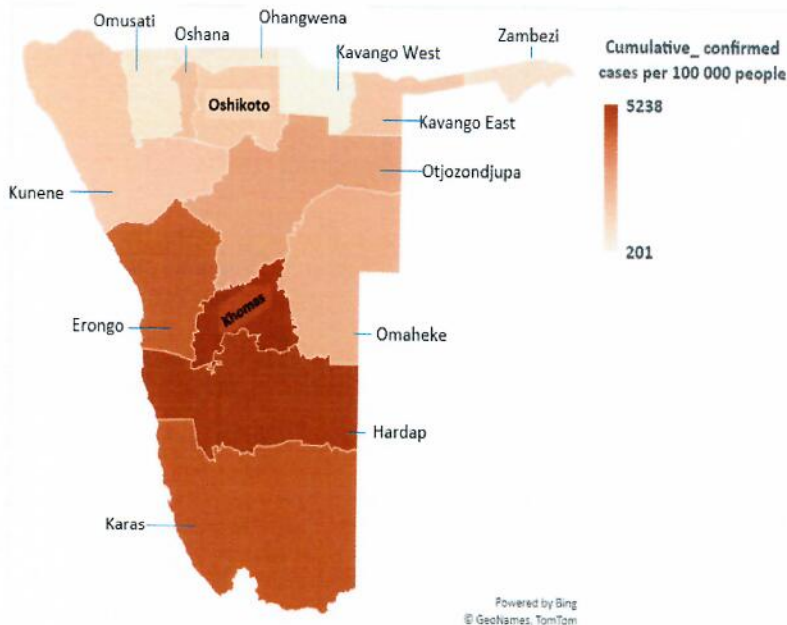 Omusati
Oshana
Ohangwena
Kavango West
Zambezi
Cumulative_ confirmed
cases per 100 000 people
5238
201
Oshikoto
Kavango East
Otjozondjupa
Kunene
Khomas
Erongo
Omaheke
Hardap
Karas
Powered by Bing
© GeoNames, TomTom